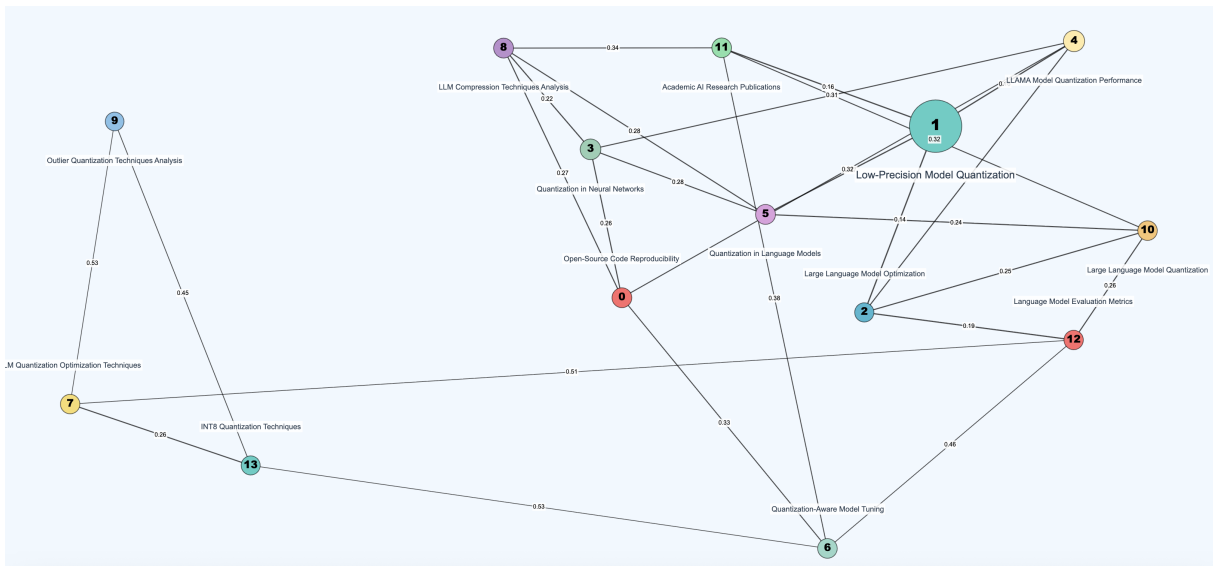 4
8
0.34
11
LLAMA Model Quantization Performance
0.
LLM Compression Techniques Analysis
Academic AI Research Publications
0.16
0.31
0.22
9
1
0.32
0.28
3
Outlier Quantization Techniques Analysis
0.27
0.32
Low-Precision Model Quantization
0.28
Quantization in Neural Networks
5
0.26
0.14
0.24
10
Open-Source Code Reproducibility
Quantization in Language Models
0.53
Large Language Model Optimization
0.25
Large Language Model Quantization
0.26
0.45
0
0.38
Language Model Evaluation Metrics
2
0.19
12
M Quantization Optimization Techniques
0.51
7
0.33
INT8 Quantization Techniques
0.26
0.46
13
0.53
Quantization-Aware Model Tuning
6